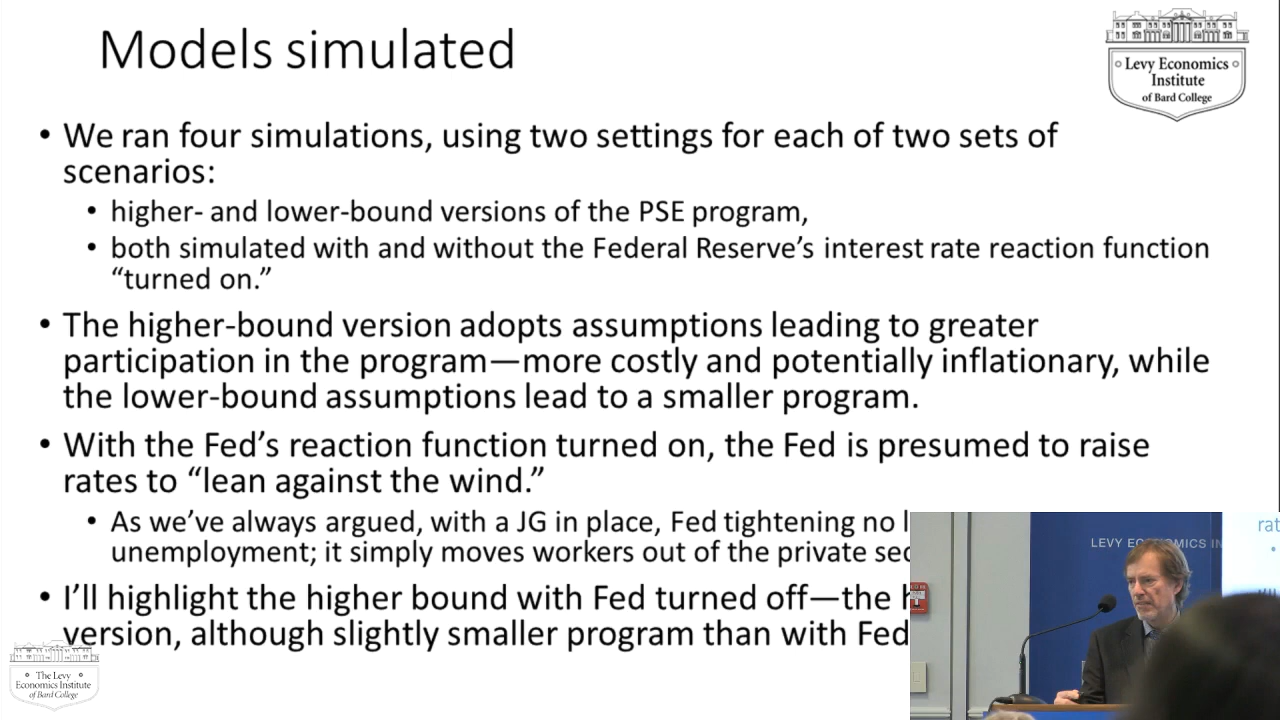 Models simulated
Levy Economics
Institute
of Bard College
• We ran four simulations, using two settings for each of two sets of
scenarios:
• higher- and lower-bound versions of the PSE program,
• both simulated with and without the Federal Reserve’s interest rate reaction function
“turned on.”
• The higher-bound version adopts assumptions leading to greater
participation in the program—more costly and potentially inflationary, while
the lower-bound assumptions lead to a smaller program.
• With the Fed’s reaction function turned on, the Fed is presumed to raise
rates to “lean against the wind.”
• As we’ve always argued, with a JG in place, Fed tightening no
unemployment; it simply moves workers out of the private
• I’ll highlight the higher bound with Fed turned off—the
version, although slightly smaller program than with Fed
LEVY ECONOMICS
The Levy
Economics Institute
of Bard College